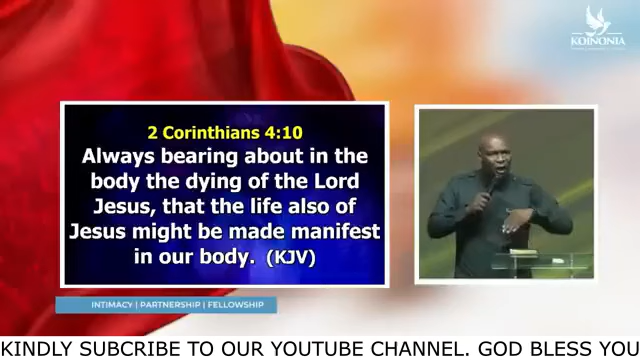 KOINONIA
2 Corinthians 4:10
Always bearing about in the
body the dying of the Lord
Jesus, that the life also of
Jesus might be made manifest
in our body. (KJV)
INTIMACY | PARTNERSHIP | FELLOWSHIP
KINDLY SUBCRIBE TO OUR YOUTUBE CHANNEL. GOD BLESS YOU